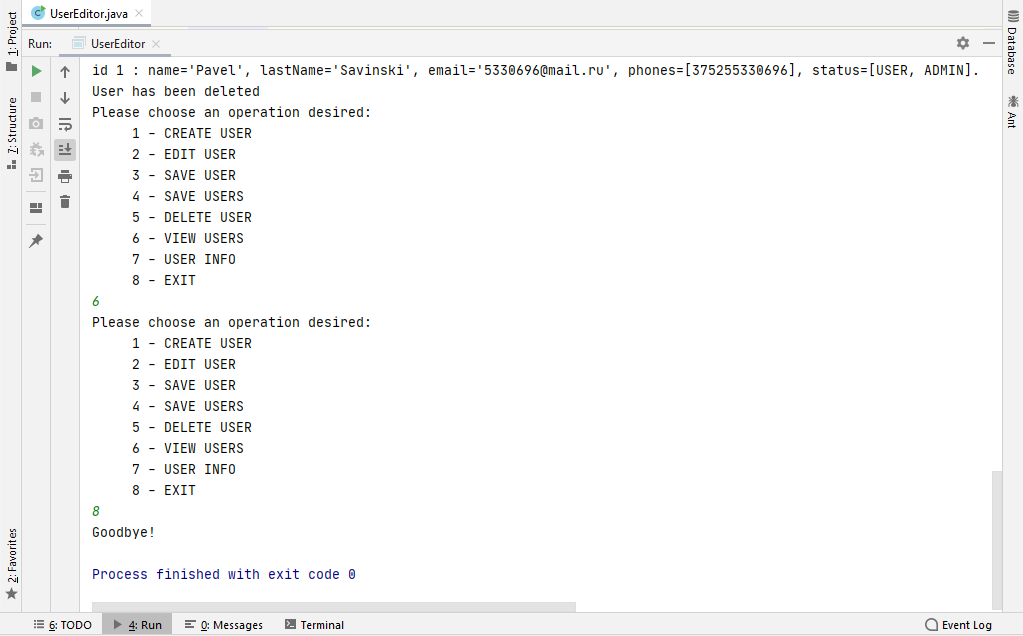 UserEditor.java
Run: UserEditor
1: Project
7: Structure
2: Favorites
Database
Ant
id 1 : name='Pavel', lastName='Savinski', email='5330696@mail.ru', phones=[375255330696], status=[USER, ADMIN].
User has been deleted
Please choose an operation desired:
1 - CREATE USER
2 - EDIT USER
3 - SAVE USER
4 - SAVE USERS
5 - DELETE USER
6 - VIEW USERS
7 - USER INFO
8 - EXIT
6
Please choose an operation desired:
1 - CREATE USER
2 - EDIT USER
3 - SAVE USER
4 - SAVE USERS
5 - DELETE USER
6 - VIEW USERS
7 - USER INFO
8 - EXIT
8
Goodbye!
Process finished with exit code 0
6: TODO 4: Run 0: Messages Terminal Event Log